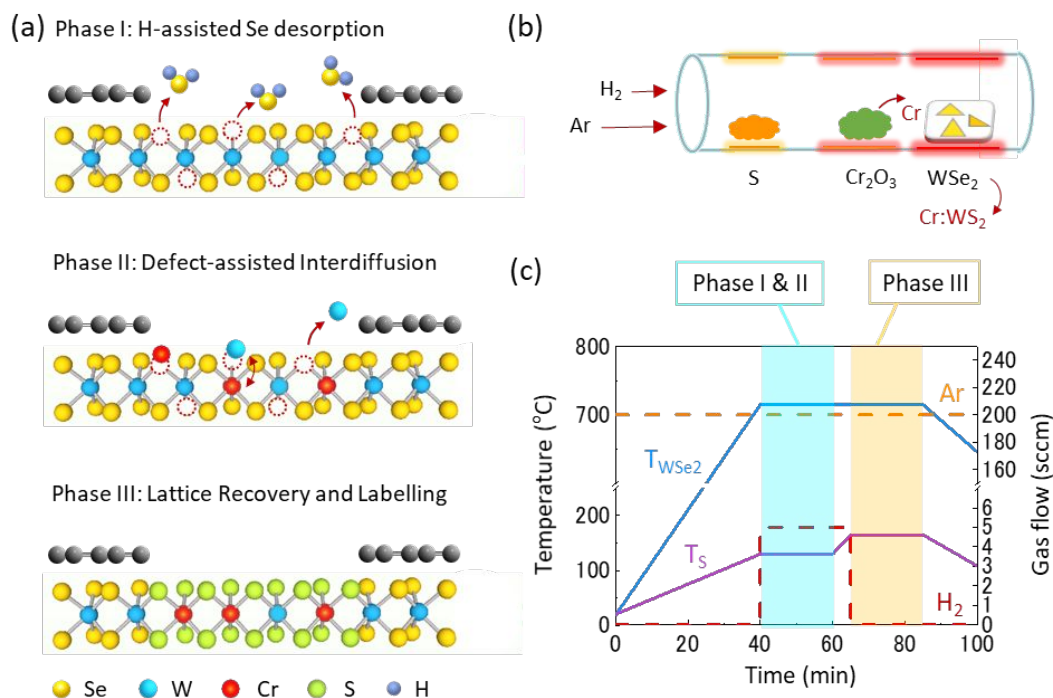 (a) Phase I: H-assisted Se desorption
Phase II: Defect-assisted Interdiffusion
Phase III: Lattice Recovery and Labelling
Se W Cr S H
(b)
H₂
Ar
Cr
S Cr₂O₃ WSe₂
Cr:WS₂
(c)
Phase I & II Phase III
Temperature (°C)
800
700
200
100
0
Ar
T_WSe2
T_S
H₂
240
220
200
180
160
6
5
4
3
2
1
0
Gas flow (sccm)
0 20 40 60 80 100
Time (min)